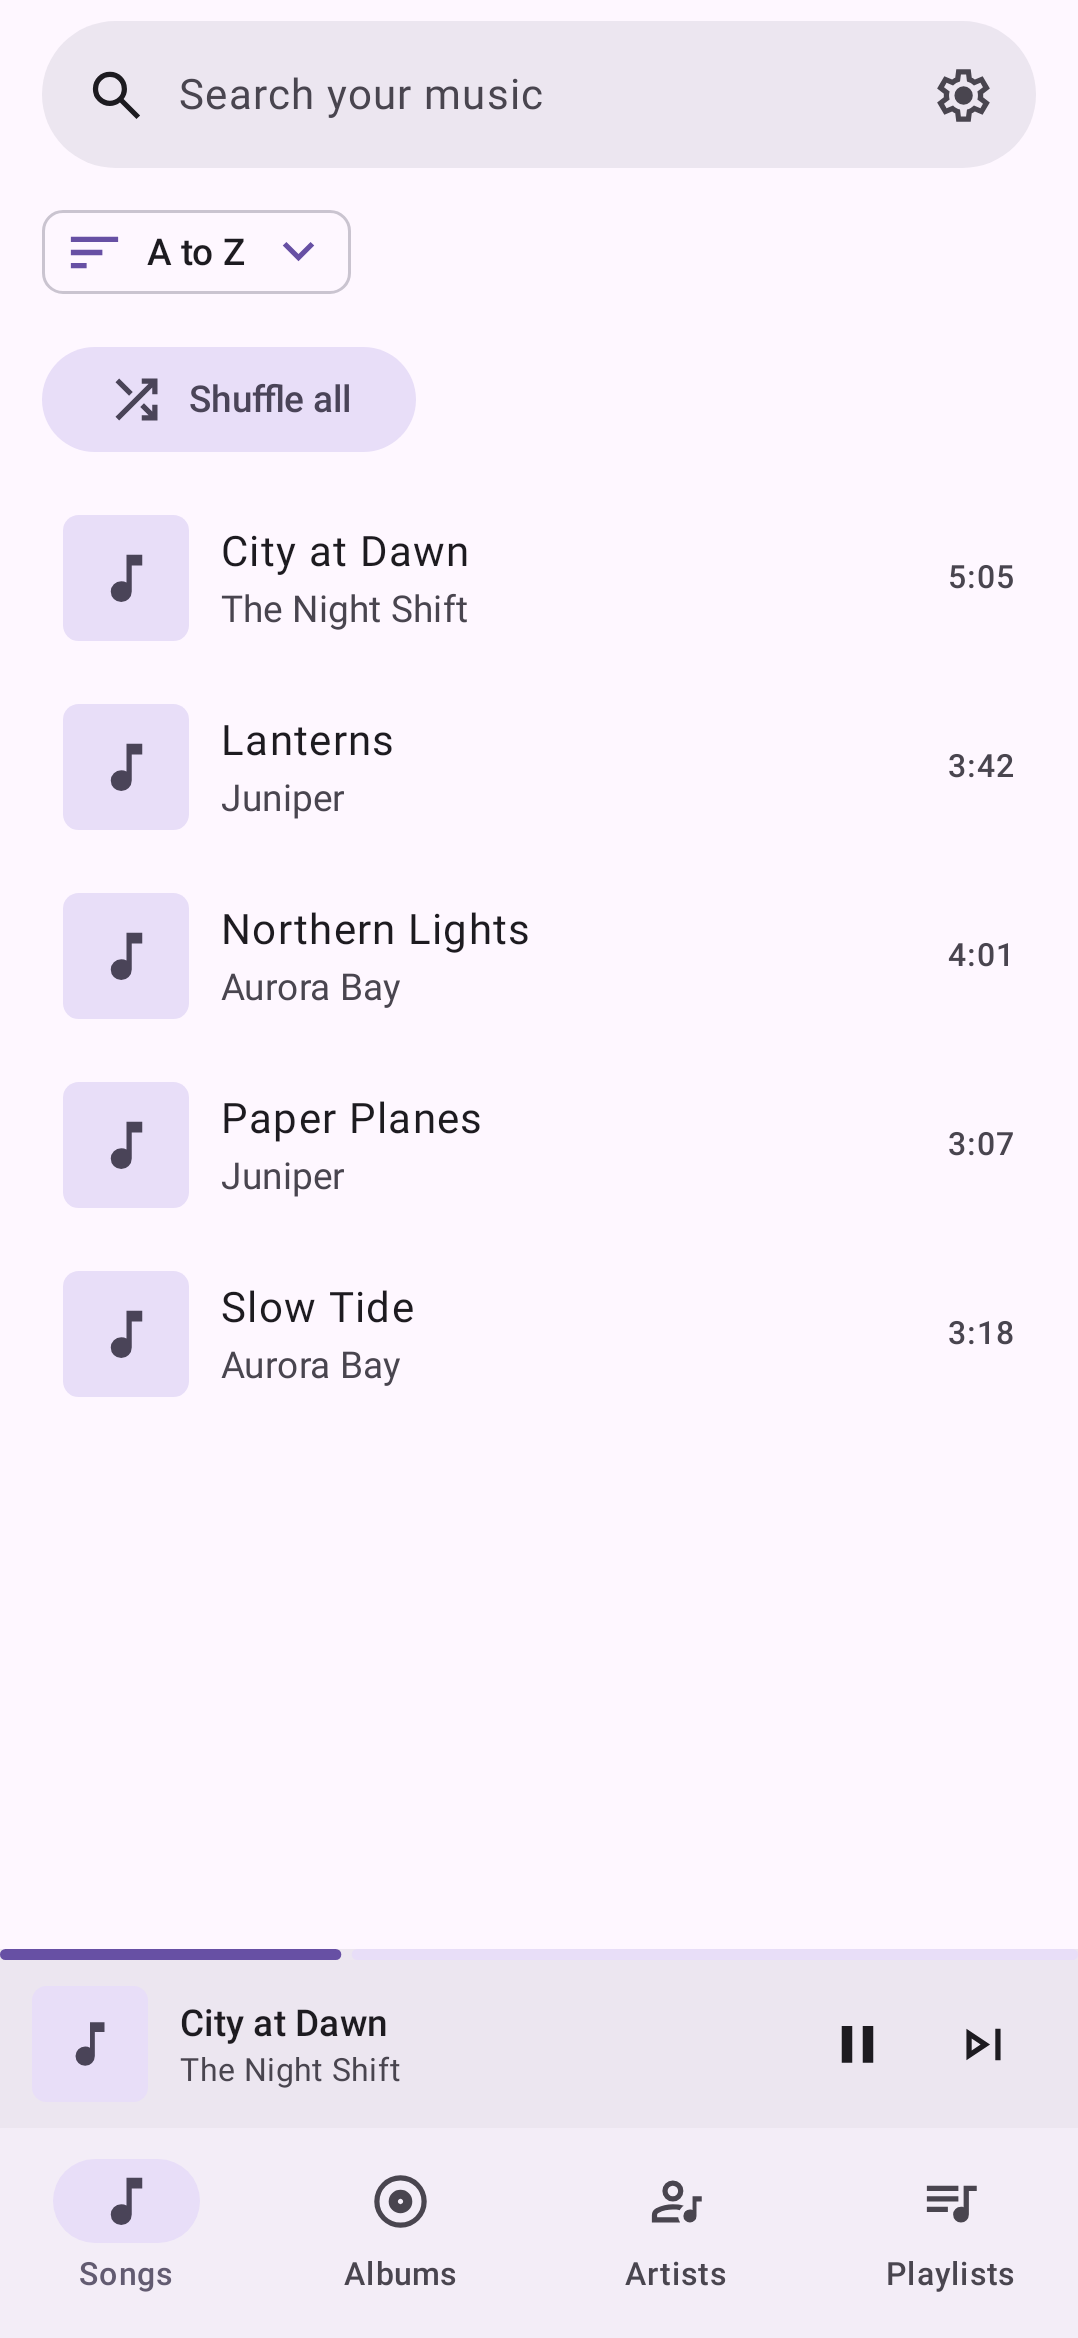 Search your music
A to Z
Shuffle all
City at Dawn
The Night Shift
5:05
Lanterns
Juniper
3:42
Northern Lights
Aurora Bay
4:01
Paper Planes
Juniper
3:07
Slow Tide
Aurora Bay
3:18
City at Dawn
The Night Shift
Songs
Albums
Artists
Playlists